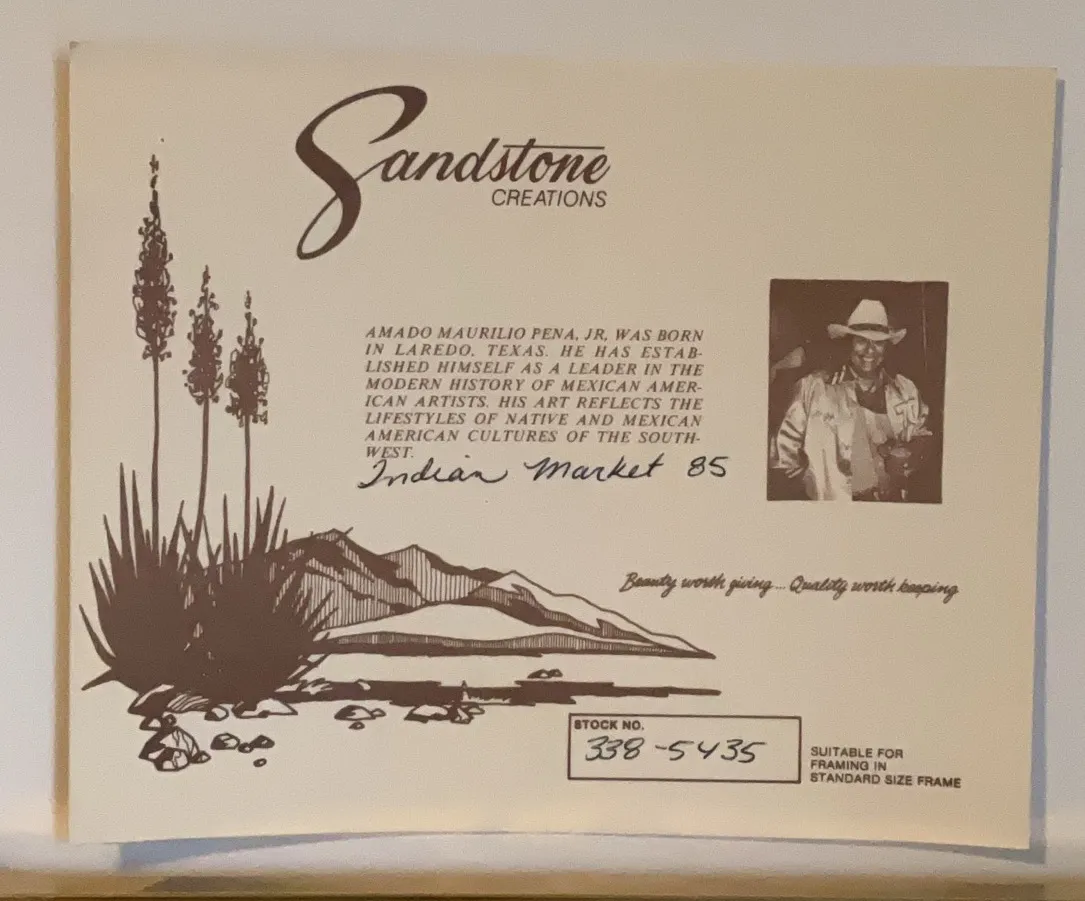 Sandstone
CREATIONS
AMADO MAURILIO PENA, JR, WAS BORN
IN LAREDO, TEXAS. HE HAS ESTAB-
LISHED HIMSELF AS A LEADER IN THE
MODERN HISTORY OF MEXICAN AMER-
ICAN ARTISTS. HIS ART REFLECTS THE
LIFESTYLES OF NATIVE AND MEXICAN
AMERICAN CULTURES OF THE SOUTH-
WEST.
Indian Market 85
Beauty worth giving... Quality worth keeping
STOCK NO.
338-5435
SUITABLE FOR
FRAMING IN
STANDARD SIZE FRAME